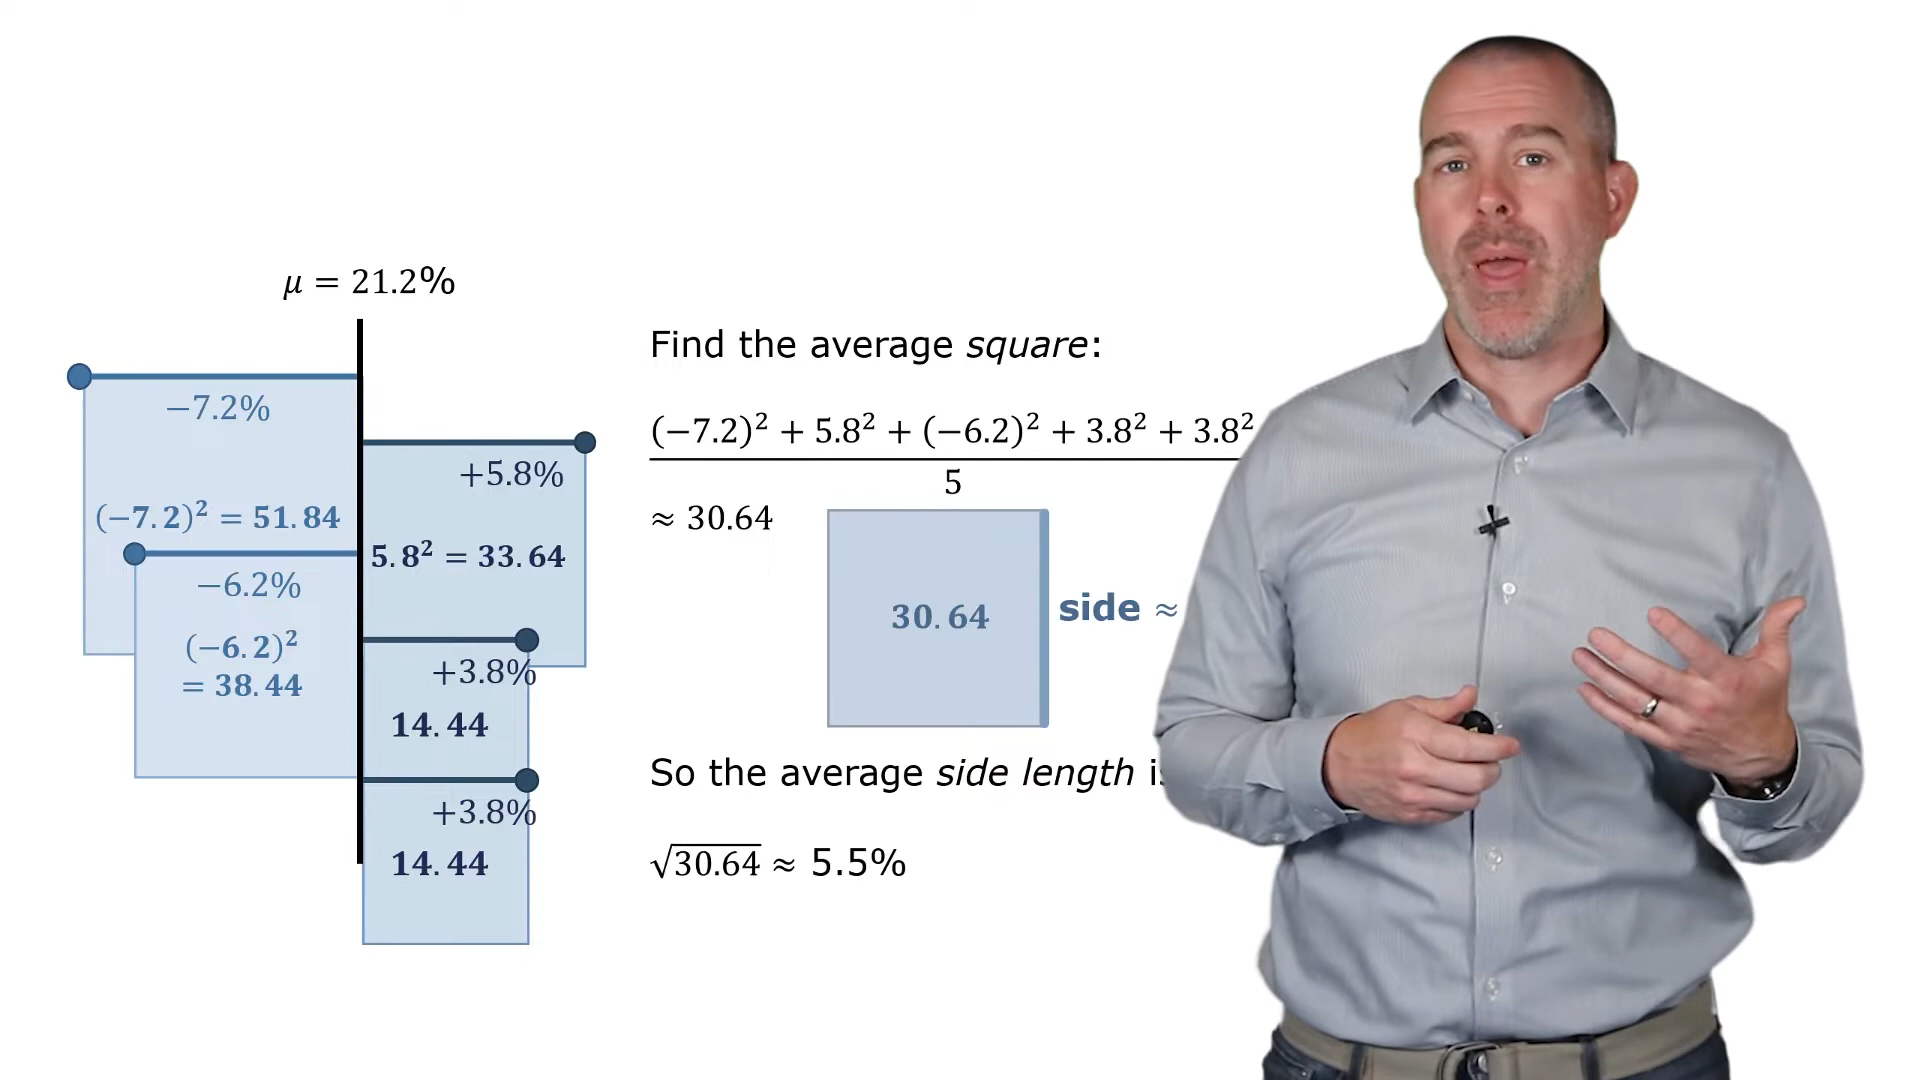 μ = 21.2%
−7.2%
(−7.2)² = 51.84
−6.2%
(−6.2)²
= 38.44
+5.8%
5.8² = 33.64
+3.8%
14.44
+3.8%
14.44
Find the average square:
(−7.2)² + 5.8² + (−6.2)² + 3.8² + 3.8²
5
≈ 30.64
30.64
side ≈
So the average side length
√30.64 ≈ 5.5%